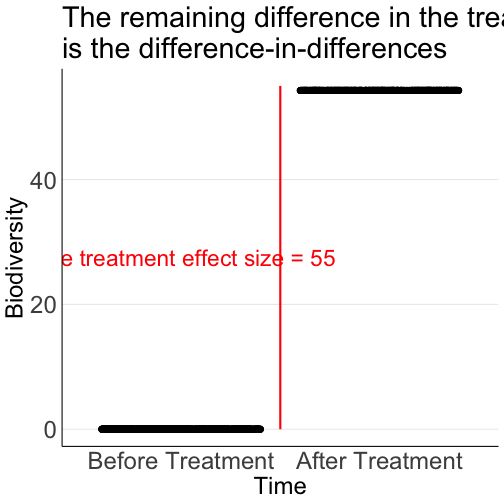 The remaining difference in the
is the difference-in-differences
Biodiversity
40
20
0
treatment effect size = 55
Before Treatment
After Treatment
Time